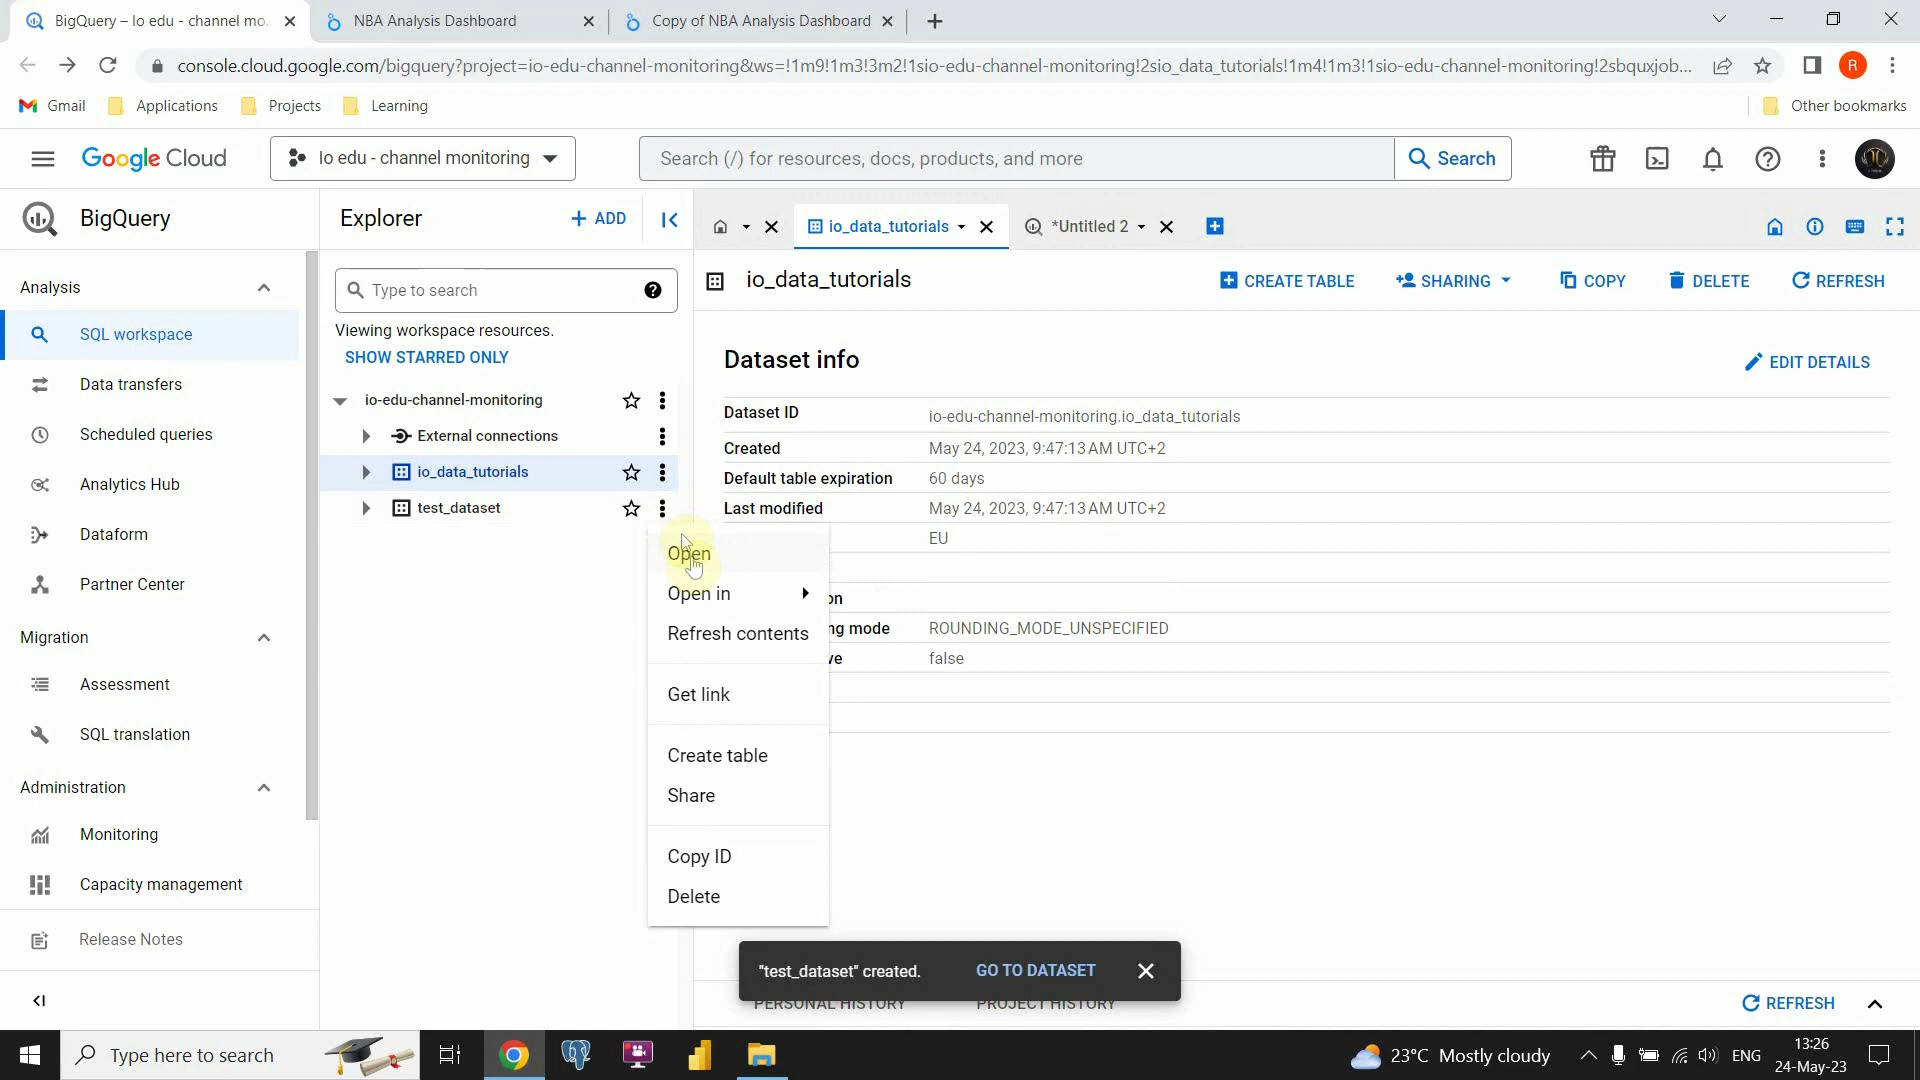 BigQuery – Io edu - channel mo
NBA Analysis Dashboard
Copy of NBA Analysis Dashboard
console.cloud.google.com/bigquery?project=io-edu-channel-monitoring&ws=!1m9!1m3!3m2!1sio-edu-channel-monitoring!2sio_data_tutorials!1m4!1m3!1sio-edu-channel-monitoring!2sbquxjob...
R
Gmail
Applications
Projects
Learning
Other bookmarks
Google Cloud
Io edu - channel monitoring
Search (/) for resources, docs, products, and more
Search
BigQuery
Analysis
SQL workspace
Data transfers
Scheduled queries
Analytics Hub
Dataform
Partner Center
Migration
Assessment
SQL translation
Administration
Monitoring
Capacity management
Release Notes
Explorer
+ ADD
Type to search
Viewing workspace resources.
SHOW STARRED ONLY
io-edu-channel-monitoring
External connections
io_data_tutorials
test_dataset
Open
Open in
Refresh contents
Get link
Create table
Share
Copy ID
Delete
io_data_tutorials
*Untitled 2
io_data_tutorials
CREATE TABLE
SHARING
COPY
DELETE
REFRESH
Dataset info
EDIT DETAILS
Dataset ID io-edu-channel-monitoring.io_data_tutorials
Created May 24, 2023, 9:47:13 AM UTC+2
Default table expiration 60 days
Last modified May 24, 2023, 9:47:13 AM UTC+2
EU
on
ng mode ROUNDING_MODE_UNSPECIFIED
ve false
"test_dataset" created. GO TO DATASET
PERSONAL HISTORY PROJECT HISTORY
REFRESH
Type here to search
23°C Mostly cloudy
ENG
13:26
24-May-23